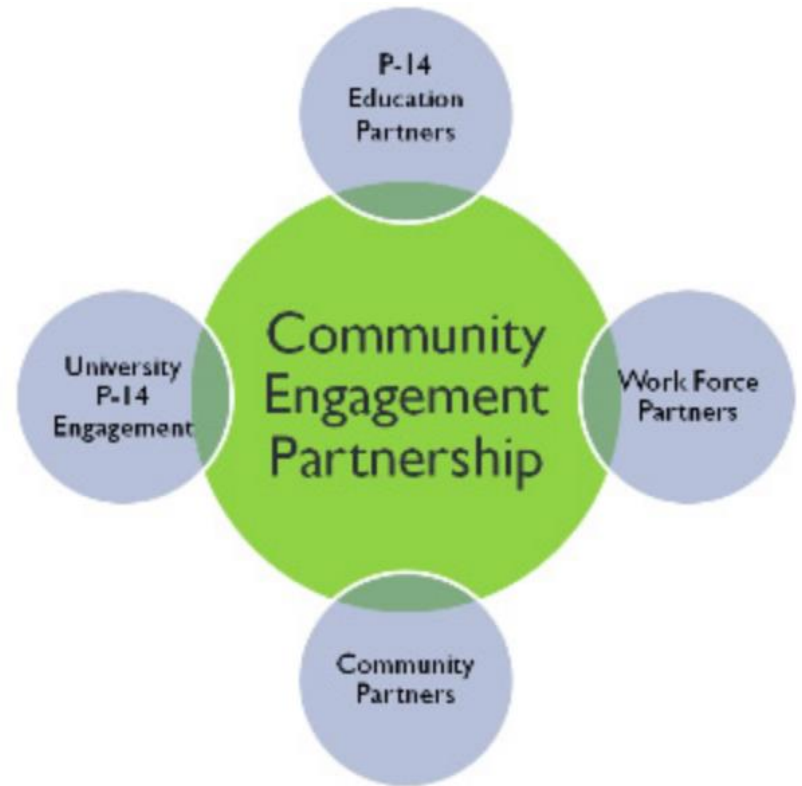 P-14
Education
Partners
Community
Engagement
Partnership
University
P-14
Engagement
Work Force
Partners
Community
Partners